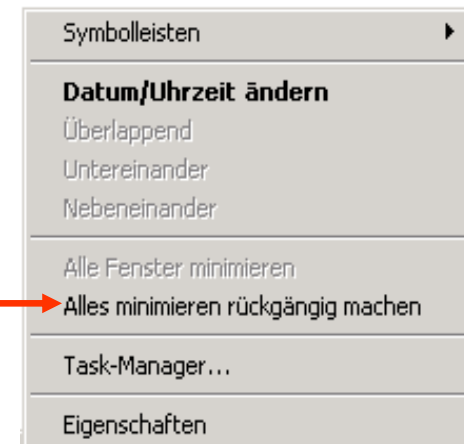 Symbolleisten
Datum/Uhrzeit ändern
Überlappend
Untereinander
Nebeneinander
Alle Fenster minimieren
Alles minimieren rückgängig machen
Task-Manager...
Eigenschaften